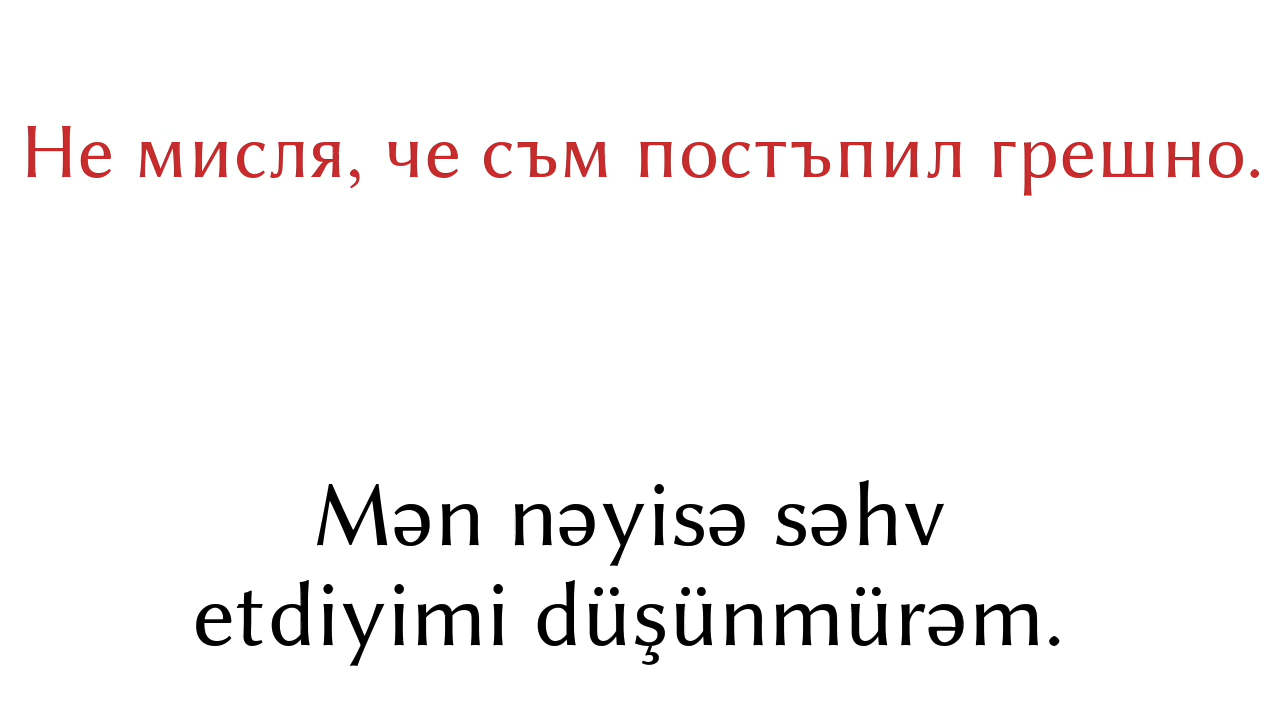 Не мисля, че съм постъпил грешно.
Mən nəyisə səhv
etdiyimi düşünmürəm.